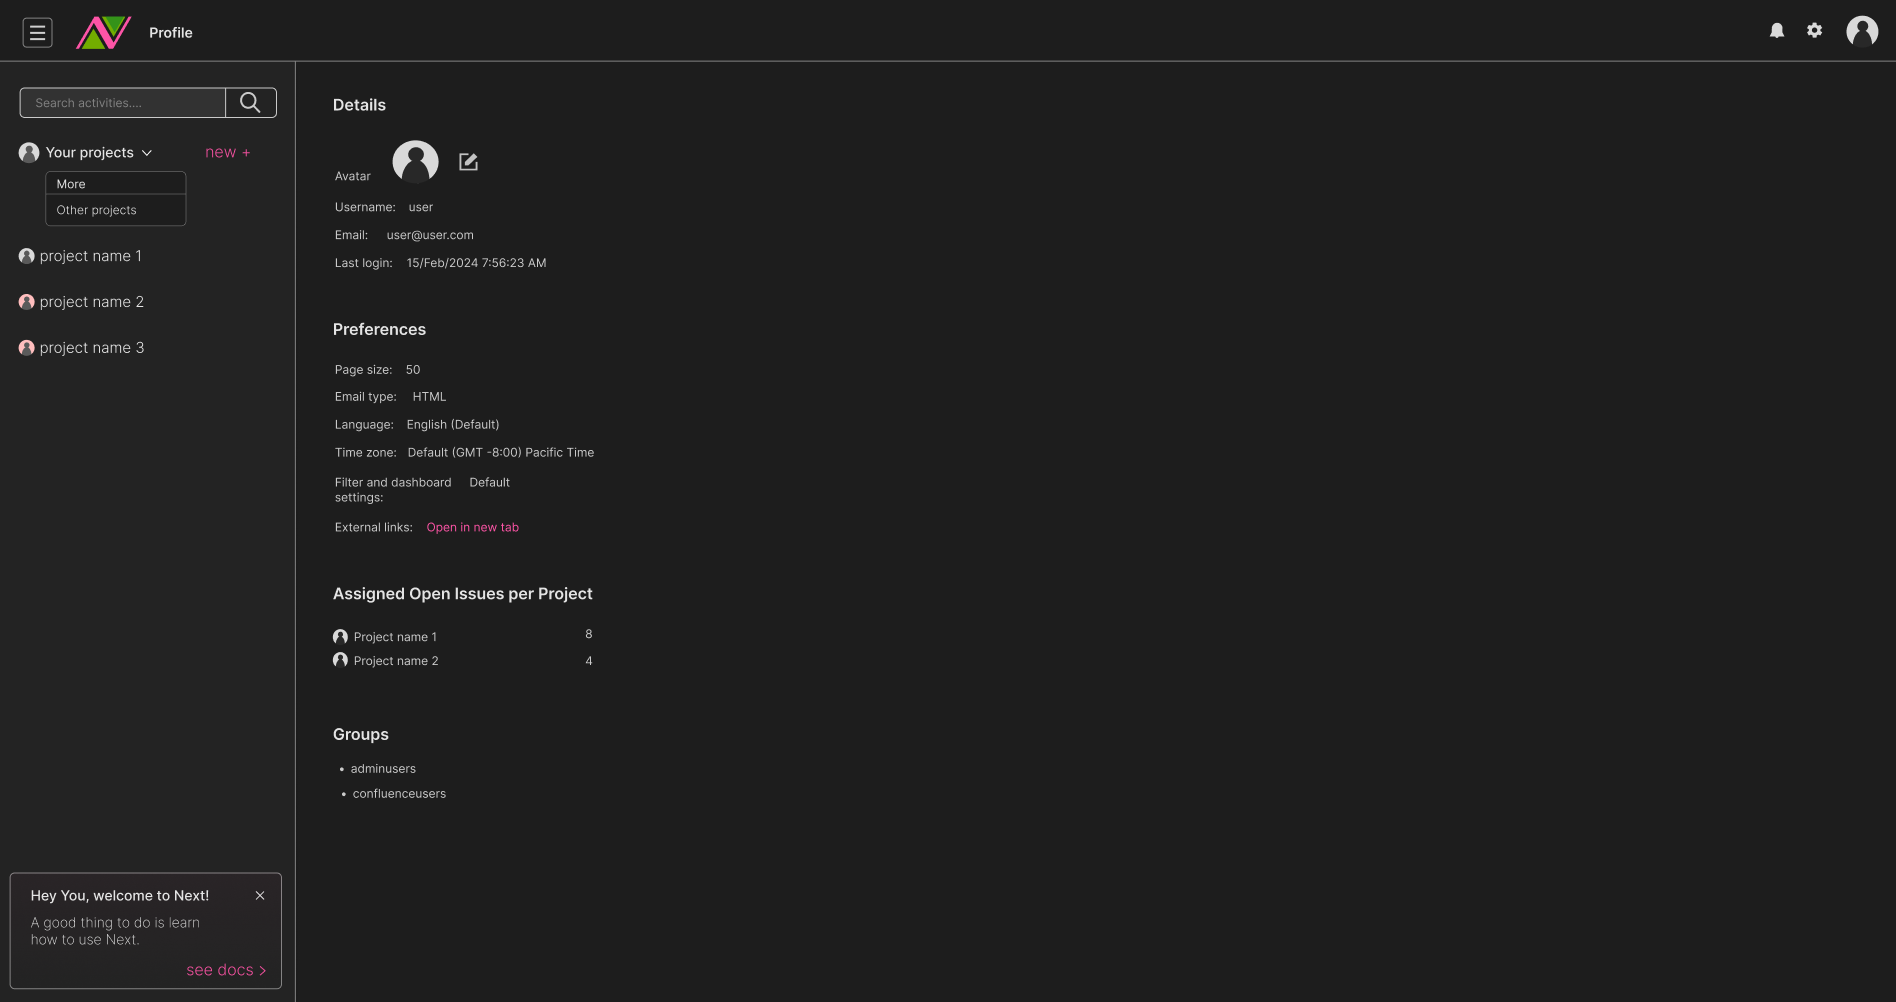 Profile
Search activities....
Your projects
new +
More
Other projects
project name 1
project name 2
project name 3
Hey You, welcome to Next!
A good thing to do is learn
how to use Next.
see docs >
Details
Avatar
Username: user
Email: user@user.com
Last login: 15/Feb/2024 7:56:23 AM
Preferences
Page size: 50
Email type: HTML
Language: English (Default)
Time zone: Default (GMT -8:00) Pacific Time
Filter and dashboard Default
settings:
External links: Open in new tab
Assigned Open Issues per Project
Project name 1 8
Project name 2 4
Groups
• adminusers
• confluenceusers